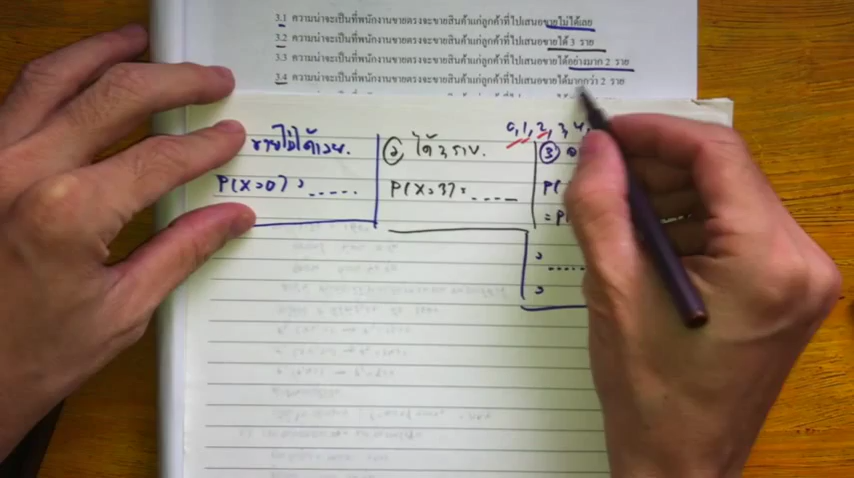 3.1 ความน่าจะเป็นที่พนักงานขายตรงจะขายสินค้าแก่ลูกค้าที่ไปเสนอขายไม่ได้เลย
3.2 ความน่าจะเป็นที่พนักงานขายตรงจะขายสินค้าแก่ลูกค้าที่ไปเสนอขายได้ 3 ราย
3.3 ความน่าจะเป็นที่พนักงานขายตรงจะขายสินค้าแก่ลูกค้าที่ไปเสนอขายได้อย่างมาก 2 ราย
3.4 ความน่าจะเป็นที่พนักงานขายตรงจะขายสินค้าแก่ลูกค้าที่ไปเสนอขายได้มากกว่า 2 ราย
0, 1, 2, 3, 4,
ขายไม่ได้เลย.
P(X=0) = .....
② ได้ 3 ราย.
P(X=3) = ....
③
P(
= P(
= .....
=